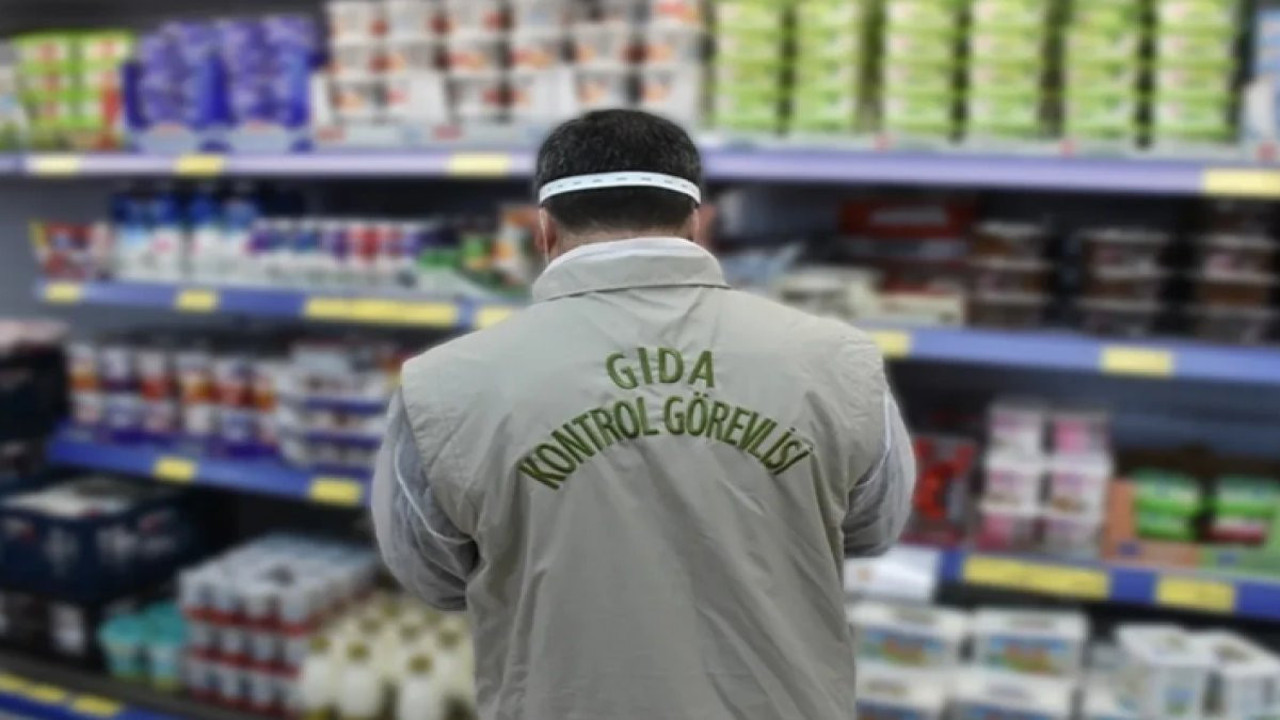 GIDA
KONTROL GÖREVLİSİ